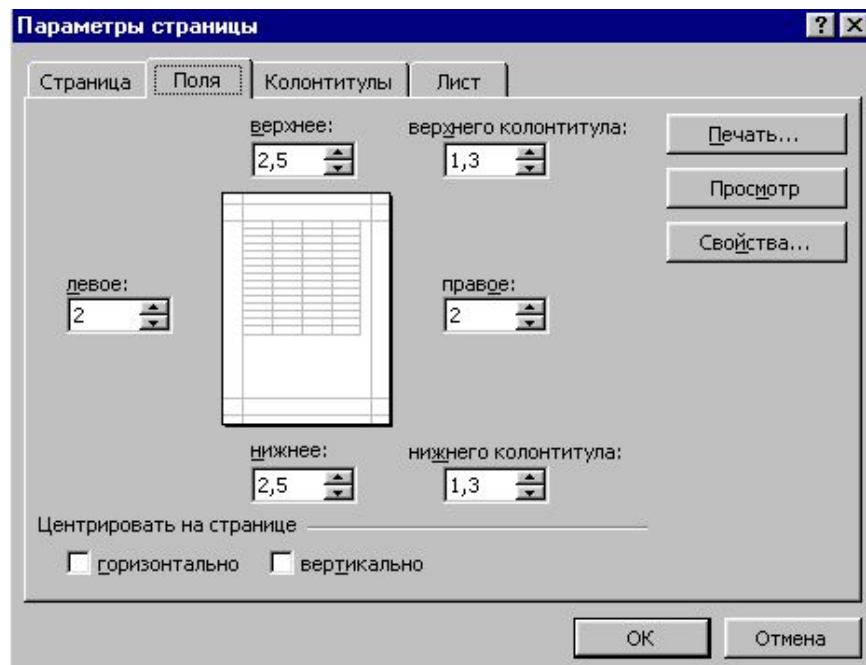 Параметры страницы
Страница Поля Колонтитулы Лист
верхнее: верхнего колонтитула:
2,5 1,3
Печать...
Просмотр
Свойства...
левое: правое:
2 2
нижнее: нижнего колонтитула:
2,5 1,3
Центрировать на странице
горизонтально вертикально
ОК Отмена